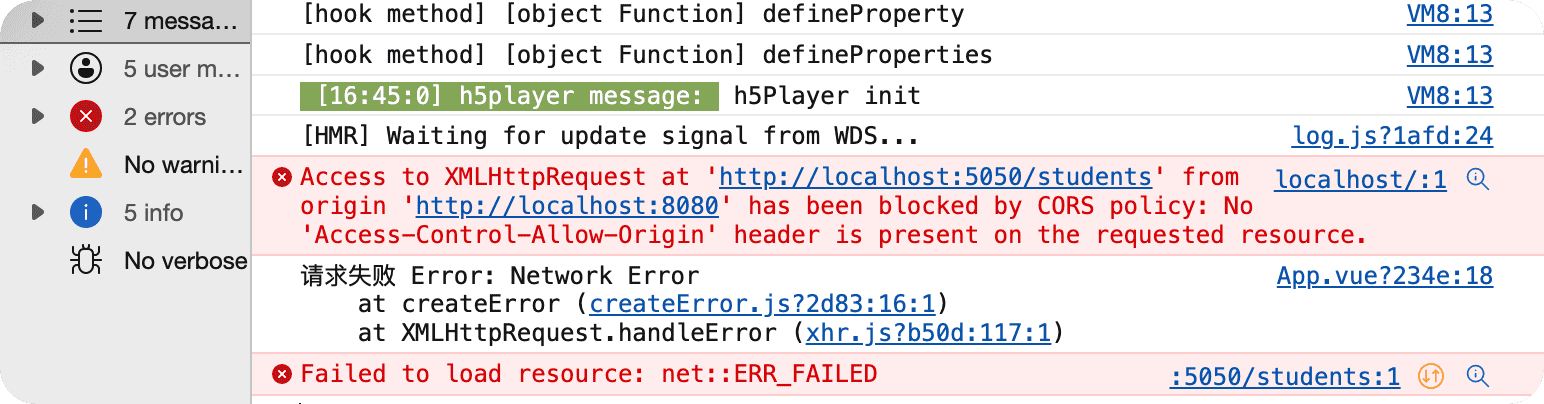 7 messa…
5 user m…
2 errors
No warni…
5 info
No verbose
[hook method] [object Function] defineProperty VM8:13
[hook method] [object Function] defineProperties VM8:13
[16:45:0] h5player message: h5Player init VM8:13
[HMR] Waiting for update signal from WDS... log.js?1afd:24
Access to XMLHttpRequest at 'http://localhost:5050/students' from localhost/:1
origin 'http://localhost:8080' has been blocked by CORS policy: No
'Access-Control-Allow-Origin' header is present on the requested resource.
请求失败 Error: Network Error App.vue?234e:18
at createError (createError.js?2d83:16:1)
at XMLHttpRequest.handleError (xhr.js?b50d:117:1)
Failed to load resource: net::ERR_FAILED :5050/students:1